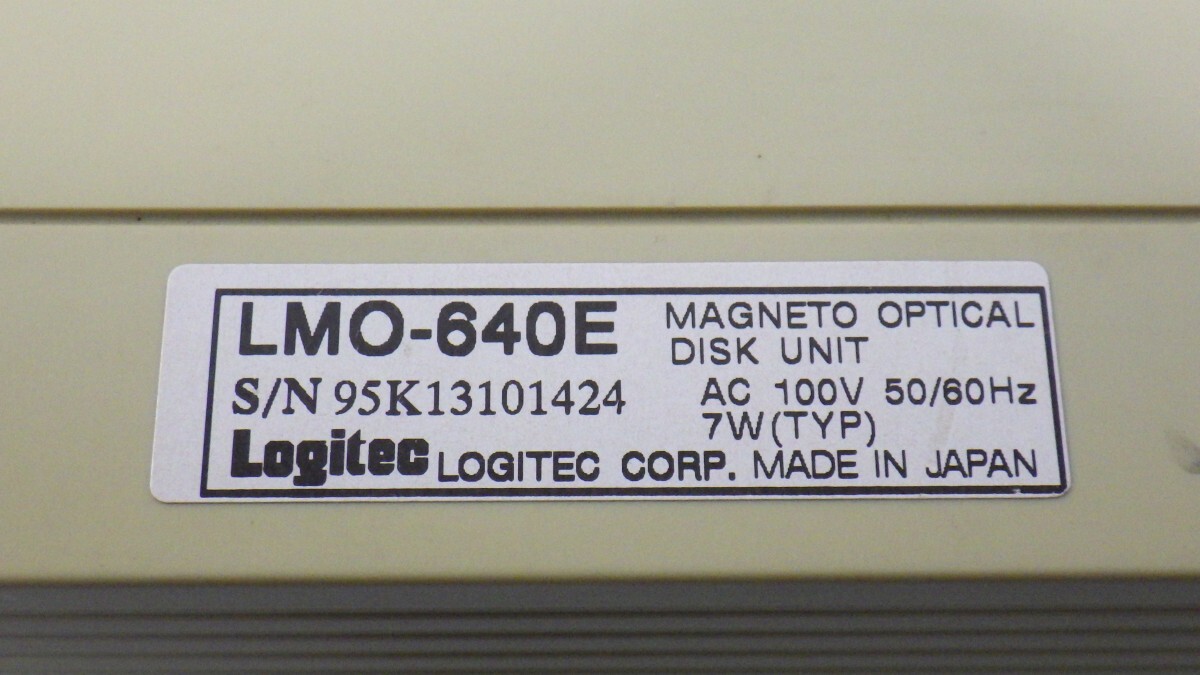 LMO-640E MAGNETO OPTICAL
DISK UNIT
S/N 95K13101424 AC 100V 50/60Hz
7W(TYP)
Logitec LOGITEC CORP. MADE IN JAPAN